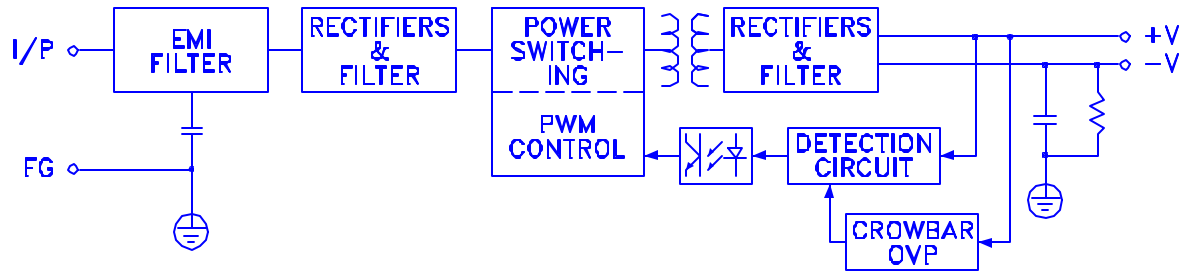 I/P
EMI
FILTER
RECTIFIERS
&
FILTER
POWER
SWITCH-
ING
PWM
CONTROL
RECTIFIERS
&
FILTER
+V
-V
FG
DETECTION
CIRCUIT
CROWBAR
OVP